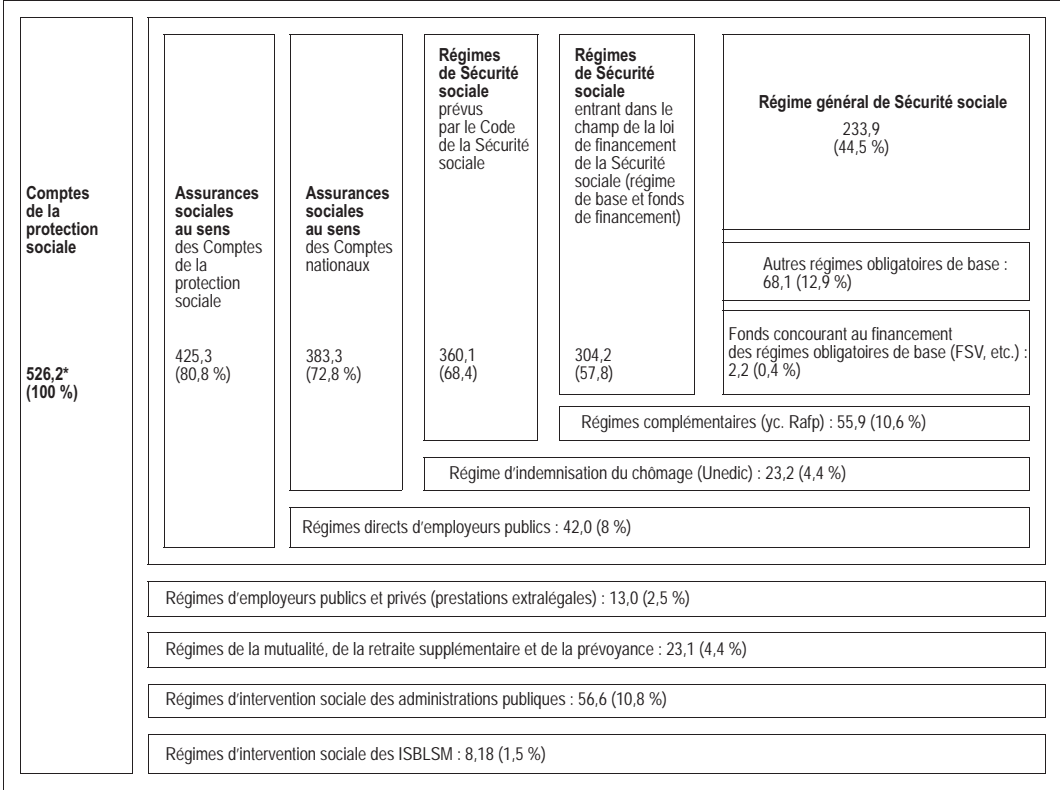 Comptes
de la
protection
sociale
526,2*
(100 %)
Assurances
sociales
au sens
des Comptes
de la
protection
sociale
425,3
(80,8 %)
Assurances
sociales
au sens
des Comptes
nationaux
383,3
(72,8 %)
Régimes
de Sécurité
sociale
prévus
par le Code
de la Sécurité
sociale
360,1
(68,4)
Régimes
de Sécurité
sociale
entrant dans le
champ de la loi
de financement
de la Sécurité
sociale (régime
de base et fonds
de financement)
304,2
(57,8)
Régime général de Sécurité sociale
233,9
(44,5 %)
Autres régimes obligatoires de base :
68,1 (12,9 %)
Fonds concourant au financement
des régimes obligatoires de base (FSV, etc.) :
2,2 (0,4 %)
Régimes complémentaires (yc. Rafp) : 55,9 (10,6 %)
Régime d'indemnisation du chômage (Unedic) : 23,2 (4,4 %)
Régimes directs d'employeurs publics : 42,0 (8 %)
Régimes d'employeurs publics et privés (prestations extralégales) : 13,0 (2,5 %)
Régimes de la mutualité, de la retraite supplémentaire et de la prévoyance : 23,1 (4,4 %)
Régimes d'intervention sociale des administrations publiques : 56,6 (10,8 %)
Régimes d'intervention sociale des ISBLSM : 8,18 (1,5 %)